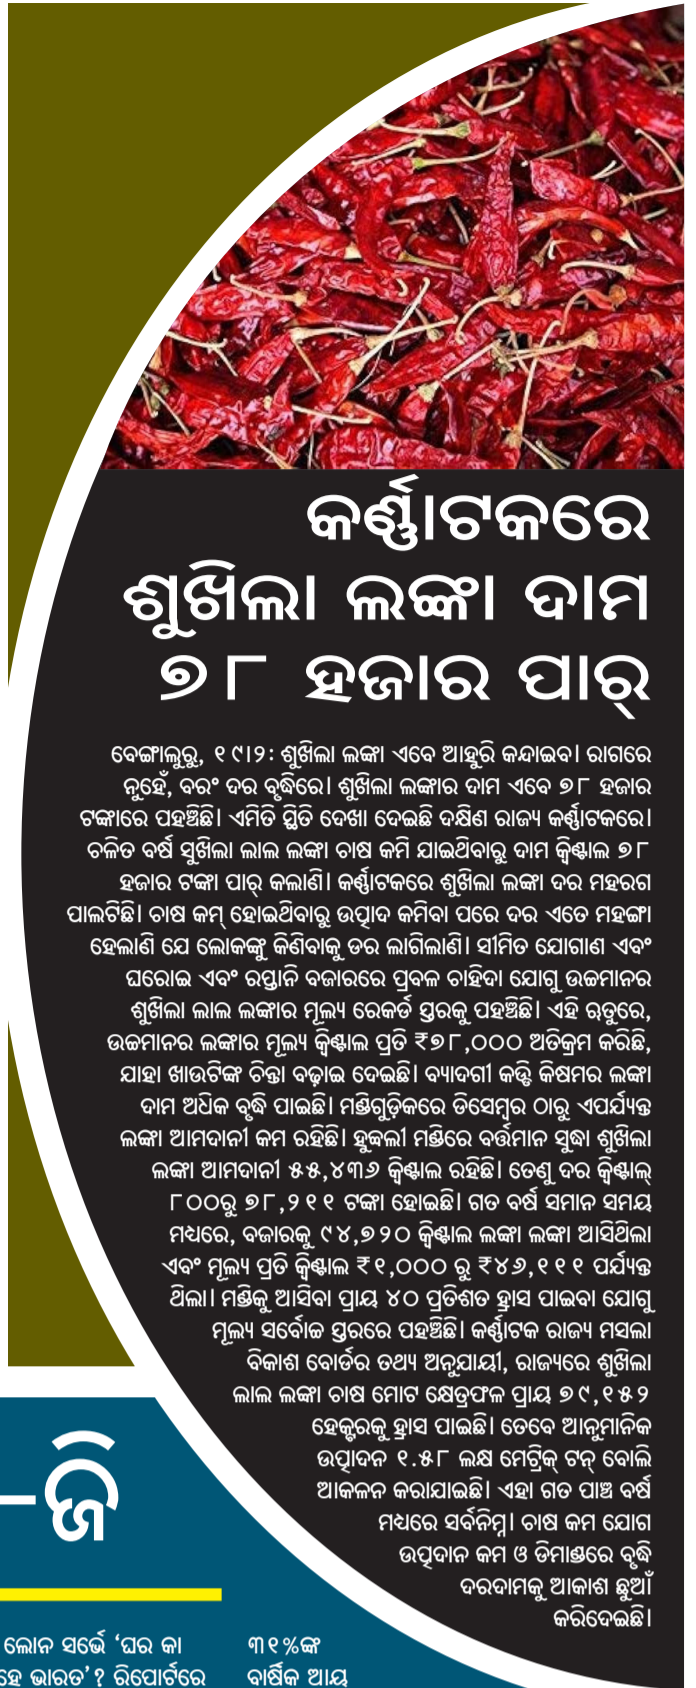 କର୍ଣ୍ଣାଟକରେ
ଶୁଖିଲା ଲଙ୍କା ଦାମ
୭୮ ହଜାର ପାର୍
ବେଙ୍ଗାଲୁରୁ, ୧୯।୨: ଶୁଖିଲା ଲଙ୍କା ଏବେ ଆହୁରି କନ୍ଦାଇବ। ରାଗରେ
ନୁହେଁ, ବରଂ ଦର ବୃଦ୍ଧିରେ। ଶୁଖିଲା ଲଙ୍କାର ଦାମ ଏବେ ୭୮ ହଜାର
ଟଙ୍କାରେ ପହଞ୍ଚିଛି। ଏମିତି ସ୍ଥିତି ଦେଖା ଦେଇଛି ଦକ୍ଷିଣ ରାଜ୍ୟ କର୍ଣ୍ଣାଟକରେ।
ଚଳିତ ବର୍ଷ ସୁଖିଲା ଲାଲ ଲଙ୍କା ଚାଷ କମି ଯାଇଥିବାରୁ ଦାମ କ୍ୱିଣ୍ଟାଲ ୭୮
ହଜାର ଟଙ୍କା ପାର୍ କଲାଣି। କର୍ଣ୍ଣାଟକରେ ଶୁଖିଲା ଲଙ୍କା ଦର ମହରଗ
ପାଲଟିଛି। ଚାଷ କମ୍ ହୋଇଥିବାରୁ ଉତ୍ପାଦ କମିବା ପରେ ଦର ଏତେ ମହଙ୍ଗା
ହେଲାଣି ଯେ ଲୋକଙ୍କୁ କିଣିବାକୁ ଡର ଲାଗିଲାଣି। ସୀମିତ ଯୋଗାଣ ଏବଂ
ଘରୋଇ ଏବଂ ରପ୍ତାନି ବଜାରରେ ପ୍ରବଳ ଚାହିଦା ଯୋଗୁ ଉଚ୍ଚମାନର
ଶୁଖିଲା ଲାଲ ଲଙ୍କାର ମୂଲ୍ୟ ରେକର୍ଡ ସ୍ତରକୁ ପହଞ୍ଚିଛି। ଏହି ଋତୁରେ,
ଉଚ୍ଚମାନର ଲଙ୍କାର ମୂଲ୍ୟ କ୍ୱିଣ୍ଟାଲ ପ୍ରତି ₹୭୮,୦୦୦ ଅତିକ୍ରମ କରିଛି,
ଯାହା ଖାଉଟିଙ୍କ ଚିନ୍ତା ବଢ଼ାଇ ଦେଇଛି। ବ୍ୟାଦଗୀ କଡ୍ଡି କିଷମର ଲଙ୍କା
ଦାମ ଅଧିକ ବୃଦ୍ଧି ପାଇଛି। ମଣ୍ଡିଗୁଡ଼ିକରେ ଡିସେମ୍ବର ଠାରୁ ଏପର୍ଯ୍ୟନ୍ତ
ଲଙ୍କା ଆମଦାନୀ କମ ରହିଛି। ହୁବଲୀ ମଣ୍ଡିରେ ବର୍ତ୍ତମାନ ସୁଦ୍ଧା ଶୁଖିଲା
ଲଙ୍କା ଆମଦାନୀ ୫୫,୪୩୬ କ୍ୱିଣ୍ଟାଲ ରହିଛି। ତେଣୁ ଦର କ୍ୱିଣ୍ଟାଲ୍
୮୦୦ରୁ ୭୮,୨୧୧ ଟଙ୍କା ହୋଇଛି। ଗତ ବର୍ଷ ସମାନ ସମୟ
ମଧ୍ୟରେ, ବଜାରକୁ ୯୪,୭୨୦ କ୍ୱିଣ୍ଟାଲ ଲଙ୍କା ଲଙ୍କା ଆସିଥିଲା
ଏବଂ ମୂଲ୍ୟ ପ୍ରତି କ୍ୱିଣ୍ଟାଲ ₹୧,୦୦୦ ରୁ ₹୪୬,୧୧୧ ପର୍ଯ୍ୟନ୍ତ
ଥିଲା। ମଣ୍ଡିକୁ ଆସିବା ପ୍ରାୟ ୪୦ ପ୍ରତିଶତ ହ୍ରାସ ପାଇବା ଯୋଗୁ
ମୂଲ୍ୟ ସର୍ବୋଚ୍ଚ ସ୍ତରରେ ପହଞ୍ଚିଛି। କର୍ଣ୍ଣାଟକ ରାଜ୍ୟ ମସଲା
ବିକାଶ ବୋର୍ଡର ତଥ୍ୟ ଅନୁଯାୟୀ, ରାଜ୍ୟରେ ଶୁଖିଲା
ଲାଲ ଲଙ୍କା ଚାଷ ମୋଟ କ୍ଷେତ୍ରଫଳ ପ୍ରାୟ ୭୯,୧୫୨
ହେକ୍ଟରକୁ ହ୍ରାସ ପାଇଛି। ତେବେ ଆନୁମାନିକ
ଉତ୍ପାଦନ ୧.୫୮ ଲକ୍ଷ ମେଟ୍ରିକ୍ ଟନ୍ ବୋଲି
ଆକଳନ କରାଯାଇଛି। ଏହା ଗତ ପାଞ୍ଚ ବର୍ଷ
ମଧ୍ୟରେ ସର୍ବନିମ୍ନ। ଚାଷ କମ ଯୋଗ
ଉତ୍ପଦାନ କମ ଓ ଡିମାଣ୍ଡରେ ବୃଦ୍ଧି
ଦରଦାମକୁ ଆକାଶ ଛୁଆଁ
କରିଦେଇଛି।
–ଜି
ଲୋନ ସର୍ଭେ ‘ଘର କା
ହେ ଭାରତ’? ରିପୋର୍ଟରେ
୩୧%ଙ୍କ
ବାର୍ଷିକ ଆୟ